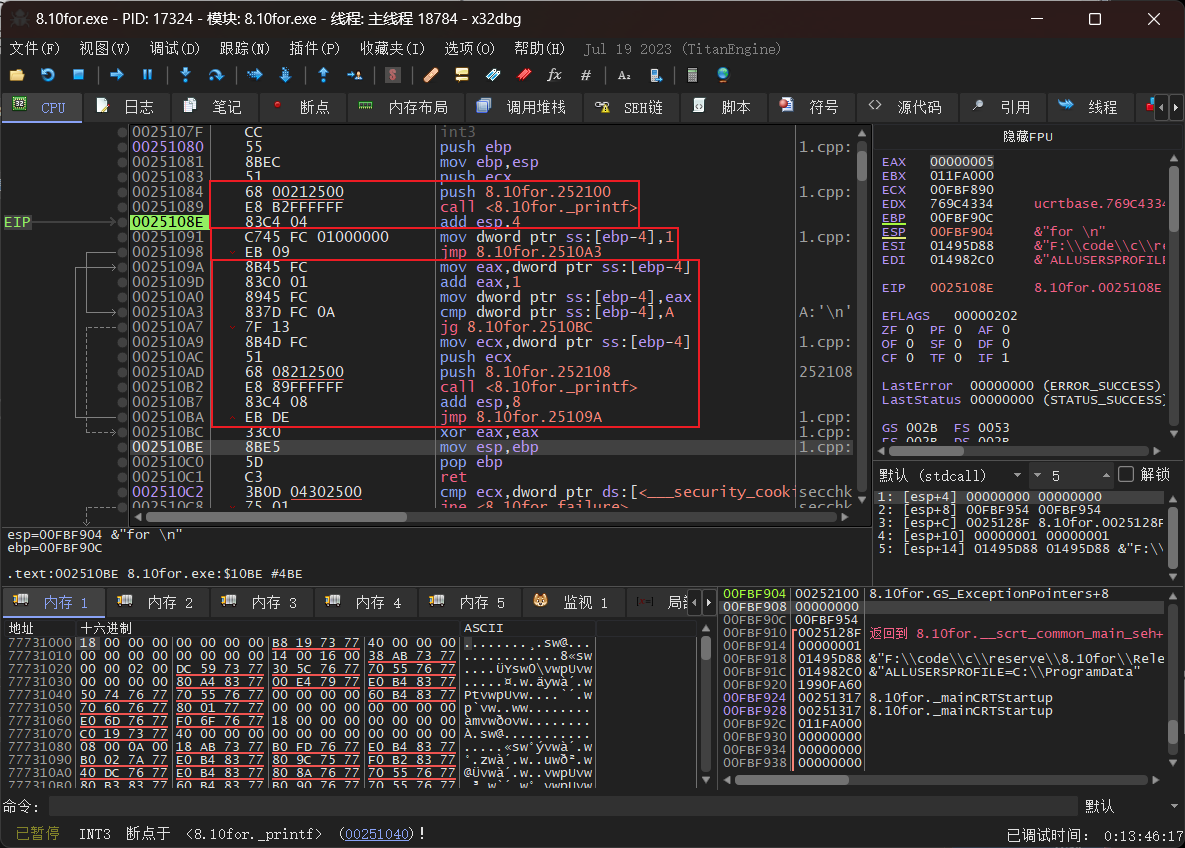 8.10for.exe - PID: 17324 - 模块: 8.10for.exe - 线程: 主线程 18784 - x32dbg
文件(F) 视图(V) 调试(D) 跟踪(N) 插件(P) 收藏夹(I) 选项(O) 帮助(H) Jul 19 2023 (TitanEngine)
CPU 日志 笔记 断点 内存布局 调用堆栈 SEH链 脚本 符号 源代码 引用 线程
0025107F CC int3
00251080 55 push ebp 1.cpp:
00251081 8BEC mov ebp,esp
00251083 51 push ecx
00251084 68 00212500 push 8.10for.252100 1.cpp:
00251089 E8 B2FFFFFF call <8.10for._printf>
EIP 0025108E 83C4 04 add esp,4
00251091 C745 FC 01000000 mov dword ptr ss:[ebp-4],1 1.cpp:
00251098 EB 09 jmp 8.10for.2510A3
0025109A 8B45 FC mov eax,dword ptr ss:[ebp-4]
0025109D 83C0 01 add eax,1
002510A0 8945 FC mov dword ptr ss:[ebp-4],eax
002510A3 837D FC 0A cmp dword ptr ss:[ebp-4],A A:'\n'
002510A7 7F 13 jg 8.10for.2510BC
002510A9 8B4D FC mov ecx,dword ptr ss:[ebp-4] 1.cpp:
002510AC 51 push ecx
002510AD 68 08212500 push 8.10for.252108 252108
002510B2 E8 89FFFFFF call <8.10for._printf>
002510B7 83C4 08 add esp,8
002510BA EB DE jmp 8.10for.25109A 1.cpp:
002510BC 33C0 xor eax,eax 1.cpp:
002510BE 8BE5 mov esp,ebp 1.cpp:
002510C0 5D pop ebp
002510C1 C3 ret
002510C2 3B0D 04302500 cmp ecx,dword ptr ds:[<___security_cook secchk
002510C8 75 01 jne <8.10for.failure> secchk
隐藏FPU
EAX 00000005
EBX 011FA000
ECX 00FBF890
EDX 769C4334 ucrtbase.769C4334
EBP 00FBF90C
ESP 00FBF904 &"for \n"
ESI 01495D88 &"F:\\code\\c\\re
EDI 014982C0 &"ALLUSERSPROFILE
EIP 0025108E 8.10for.0025108E
EFLAGS 00000202
ZF 0 PF 0 AF 0
OF 0 SF 0 DF 0
CF 0 TF 0 IF 1
LastError 00000000 (ERROR_SUCCESS)
LastStatus 00000000 (STATUS_SUCCESS)
GS 002B FS 0053
ES 002B DS 002B
默认 (stdcall) 5 解锁
1: [esp+4] 00000000 00000000
2: [esp+8] 00FBF954 00FBF954
3: [esp+C] 0025128F 8.10for.0025128F
4: [esp+10] 00000001 00000001
5: [esp+14] 01495D88 01495D88 &"F:\\
esp=00FBF904 &"for \n"
ebp=00FBF90C
.text:002510BE 8.10for.exe:$10BE #4BE
内存 1 内存 2 内存 3 内存 4 内存 5 监视 1 局部
地址 十六进制 ASCII
77731000 18 00 00 00 00 00 00 00 B8 19 73 77 40 00 00 00
77731010 00 00 00 00 00 00 00 00 14 00 16 00 38 AB 73 77
77731020 00 00 02 00 DC 59 73 77 30 5C 76 77 70 55 76 77
77731030 00 00 00 00 80 A4 83 77 00 E4 79 77 E0 B4 83 77
77731040 50 74 76 77 70 55 76 77 00 00 00 00 60 B4 83 77
77731050 70 60 76 77 80 01 77 77 00 00 00 00 00 00 00 00
77731060 E0 6D 76 77 F0 6F 76 77 18 00 00 00 00 00 00 00
77731070 C0 19 73 77 40 00 00 00 00 00 00 00 00 00 00 00
77731080 08 00 0A 00 18 AB 73 77 B0 FD 76 77 E0 B4 83 77
77731090 B0 02 7A 77 E0 B4 83 77 80 9C 75 77 F0 B2 83 77
777310A0 40 DC 76 77 E0 B4 83 77 80 8A 76 77 70 55 76 77
777310B0 80 B3 83 77 60 B4 83 77 B0 90 76 77 70 55 76 77
00FBF904 00252100 8.10for.GS_ExceptionPointers+8
00FBF908 00000000
00FBF90C 00FBF954
00FBF910 0025128F 返回到 8.10for.__scrt_common_main_seh+
00FBF914 00000001
00FBF918 01495D88 &"F:\\code\\c\\reserve\\8.10for\\Rele
00FBF91C 014982C0 &"ALLUSERSPROFILE=C:\\ProgramData"
00FBF920 1990FA60
00FBF924 00251317 8.10for._mainCRTStartup
00FBF928 00251317 8.10for._mainCRTStartup
00FBF92C 011FA000
00FBF930 00000000
00FBF934 00000000
00FBF938 00000000
命令: 默认
已暂停 INT3 断点于 <8.10for._printf> (00251040)! 已调试时间: 0:13:46:17